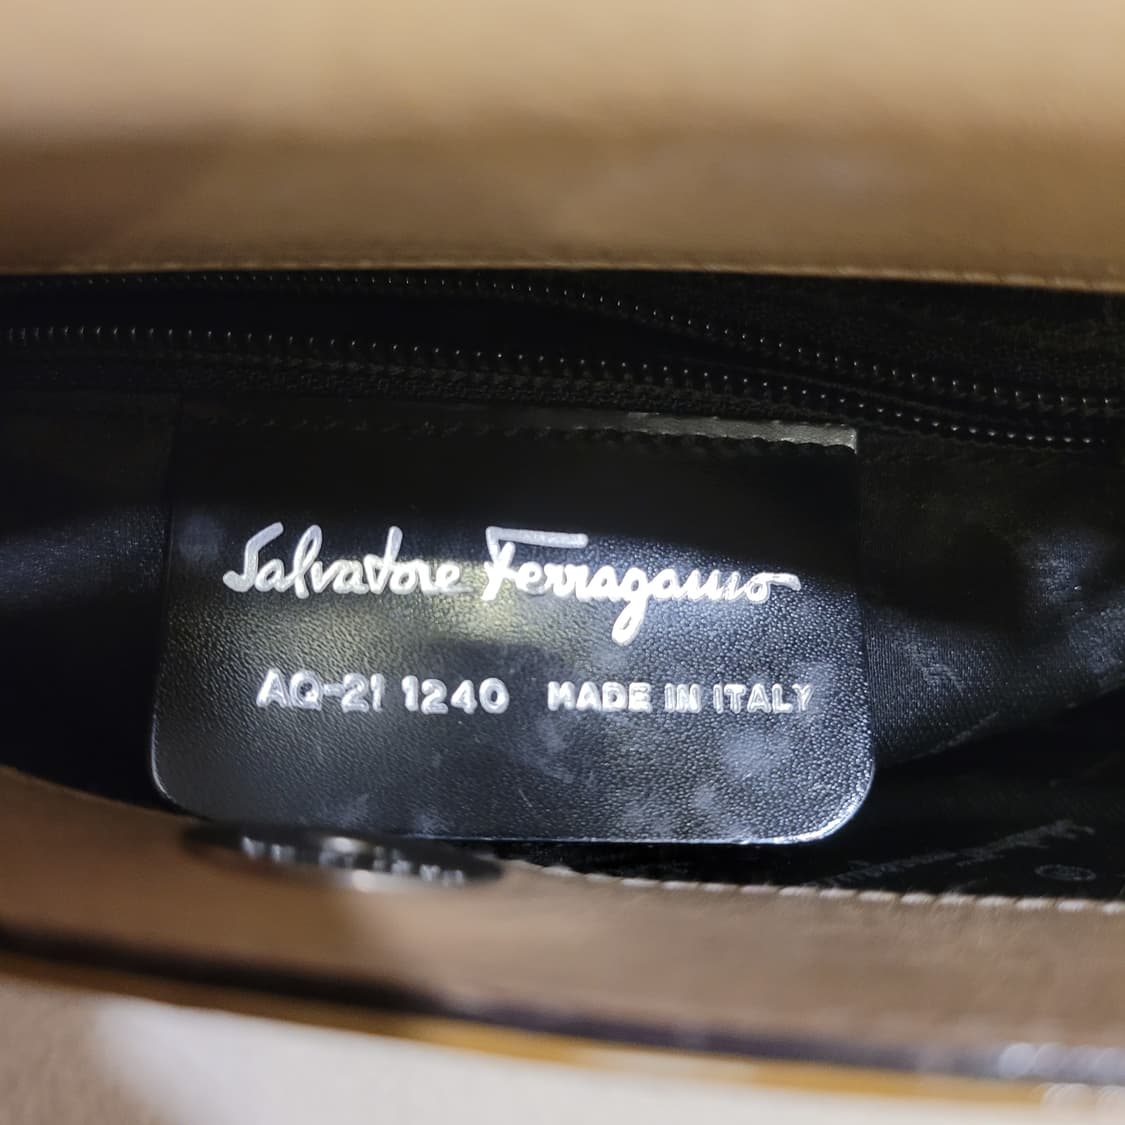 Salvatore Ferragamo
AQ-21 1240 MADE IN ITALY